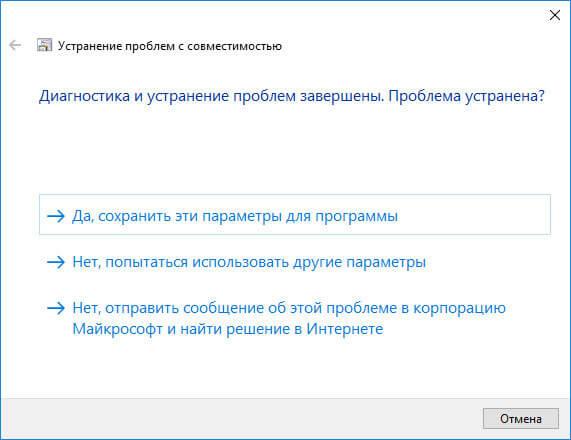 Устранение проблем с совместимостью
Диагностика и устранение проблем завершены. Проблема устранена?
Да, сохранить эти параметры для программы
Нет, попытаться использовать другие параметры
Нет, отправить сообщение об этой проблеме в корпорацию
Майкрософт и найти решение в Интернете
Отмена